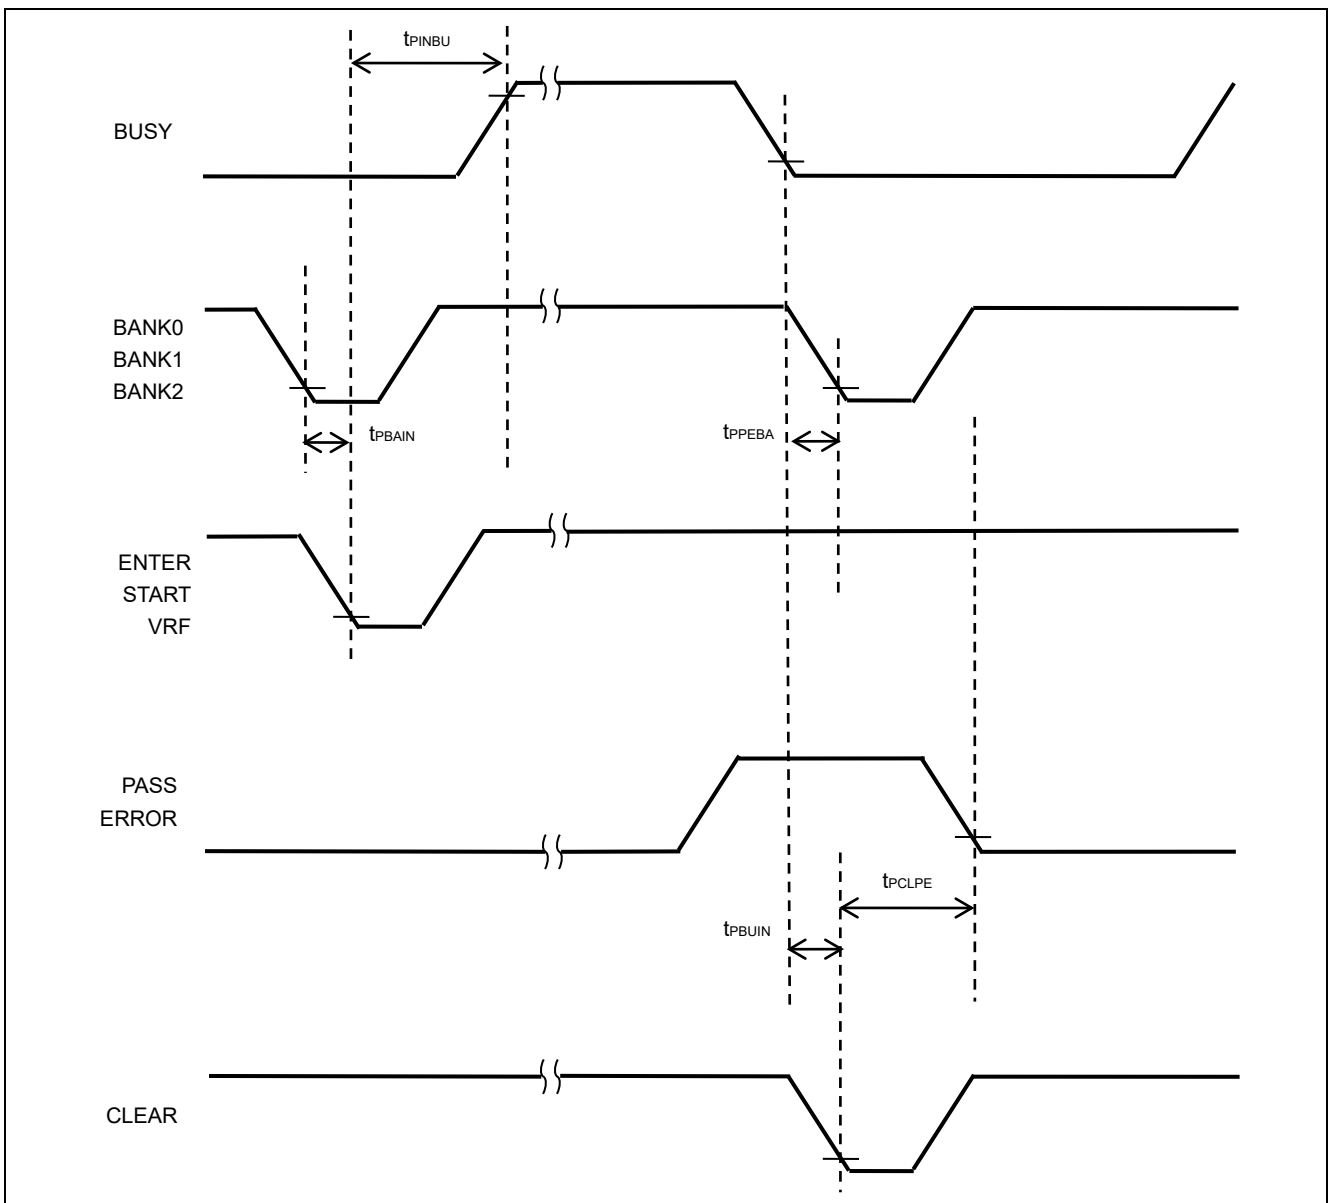 tPINBU
BUSY
BANK0
BANK1
BANK2
tPBAIN
tPPEBA
ENTER
START
VRF
PASS
ERROR
tPCLPE
tPBUIN
CLEAR